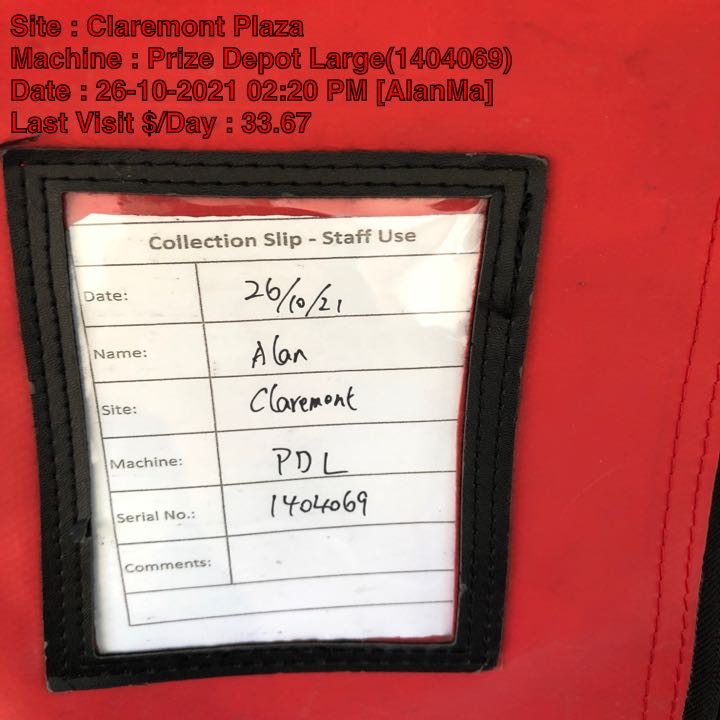 Site : Claremont Plaza
Machine : Prize Depot Large(1404069)
Date : 26-10-2021 02:20 PM [AlanMa]
Last Visit $/Day : 33.67
Collection Slip - Staff Use
Date: 26/10/21
Name: Alan
Site: Claremont
Machine: PDL
Serial No.: 1404069
Comments: